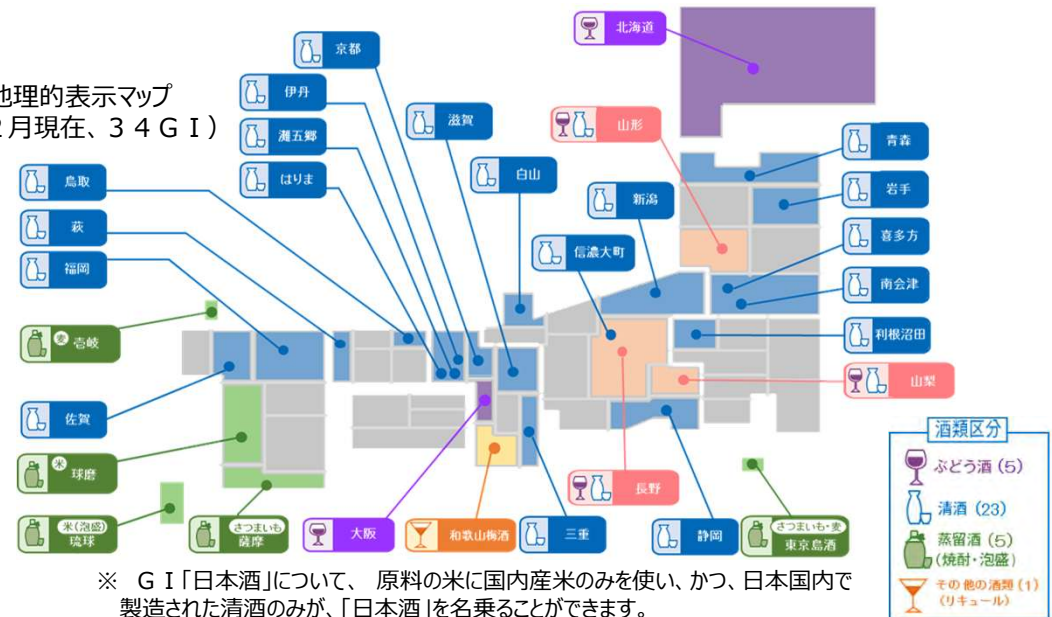 地理的表示マップ
2月現在、34GI)
北海道
京都
伊丹
灘五郷
はりま
滋賀
白山
山形
新潟
信濃大町
青森
岩手
喜多方
南会津
利根沼田
山梨
鳥取
萩
福岡
麦 壱岐
佐賀
米 球磨
米(泡盛)
琉球
さつまいも
薩摩
大阪
和歌山梅酒
三重
長野
静岡
さつまいも・麦
東京島酒
酒類区分
ぶどう酒 (5)
清酒 (23)
蒸留酒 (5)
(焼酎・泡盛)
その他の酒類 (1)
(リキュール)
※ GI「日本酒」について、 原料の米に国内産米のみを使い、かつ、日本国内で
製造された清酒のみが、「日本酒」を名乗ることができます。